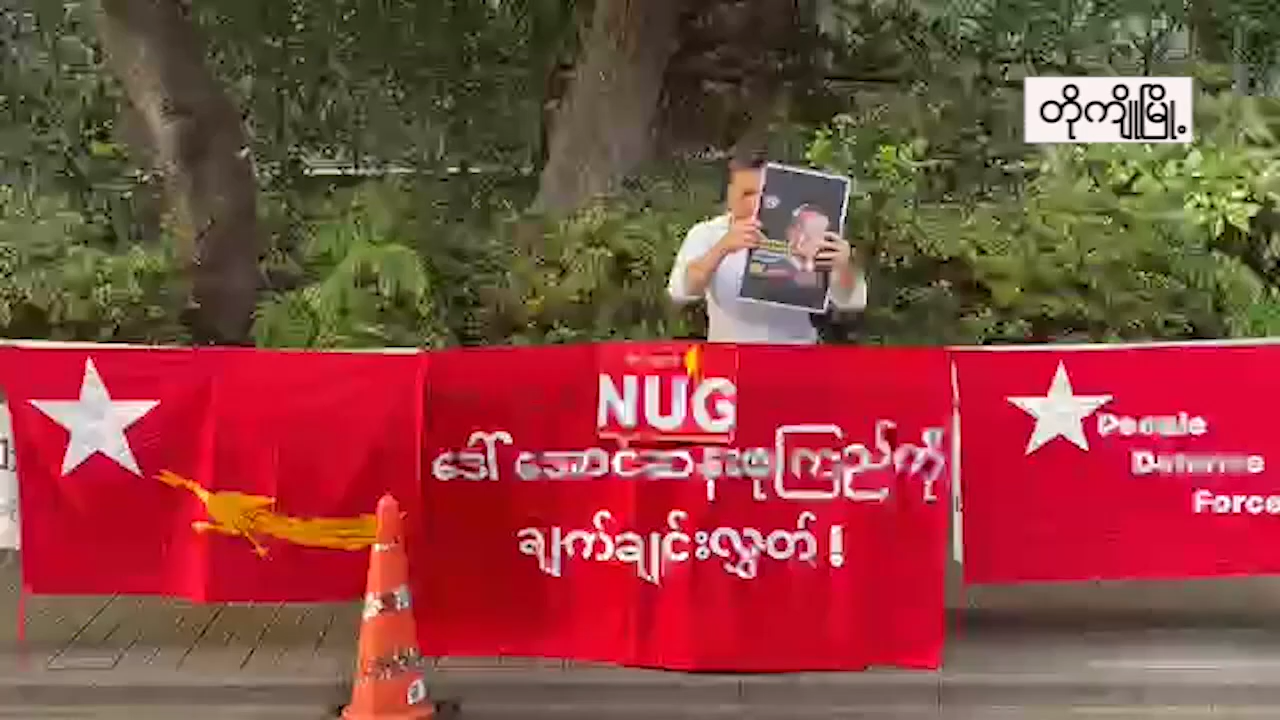 တိုကျိုမြို့
NUG
ဒေါ်အောင်ဆန်းစုကြည်ကို
ချက်ချင်းလွှတ်!
People
Defense
Force